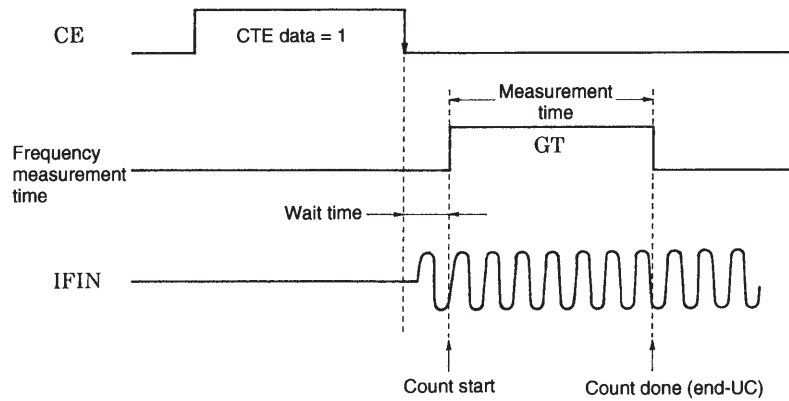 CE
CTE data = 1
Measurement
time
GT
Frequency
measurement
time
Wait time
IFIN
Count start
Count done (end-UC)